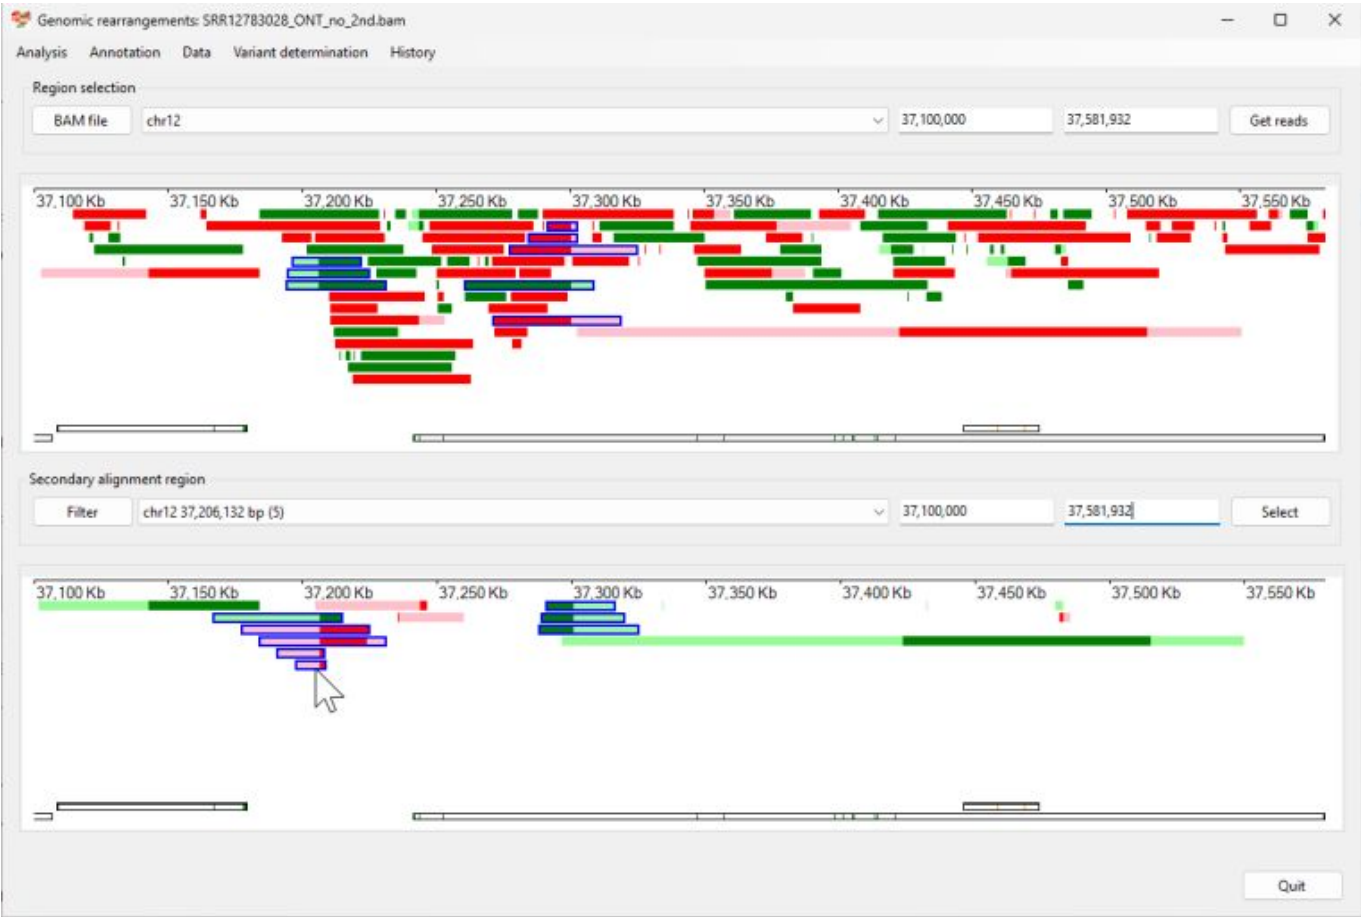 Genomic rearrangements: SRR12783028_ONT_no_2nd.bam
Analysis Annotation Data Variant determination History
Region selection
BAM file chr12 37,100,000 37,581,932 Get reads
37,100 Kb 37,150 Kb 37,200 Kb 37,250 Kb 37,300 Kb 37,350 Kb 37,400 Kb 37,450 Kb 37,500 Kb 37,550 Kb
Secondary alignment region
Filter chr12 37,206,132 bp (5) 37,100,000 37,581,932 Select
37,100 Kb 37,150 Kb 37,200 Kb 37,250 Kb 37,300 Kb 37,350 Kb 37,400 Kb 37,450 Kb 37,500 Kb 37,550 Kb
Quit